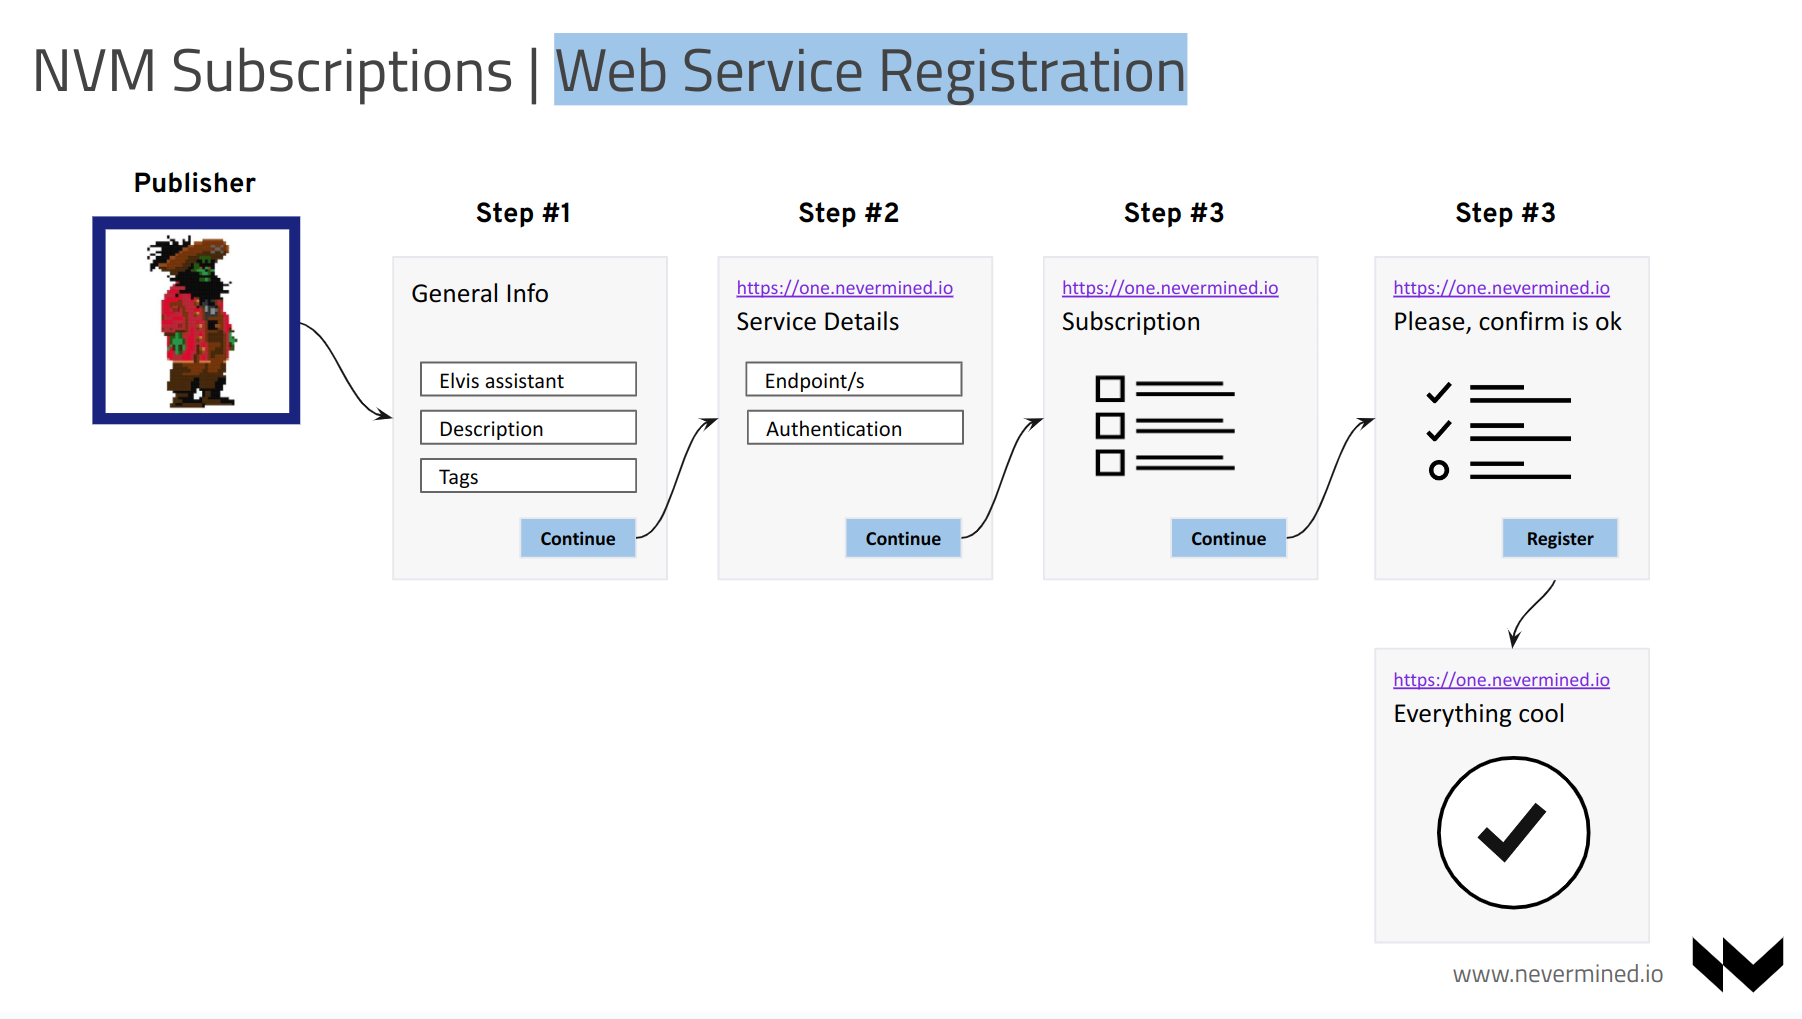 NVM Subscriptions | Web Service Registration
Publisher
Step #1
General Info
Elvis assistant
Description
Tags
Continue
Step #2
https://one.nevermined.io
Service Details
Endpoint/s
Authentication
Continue
Step #3
https://one.nevermined.io
Subscription
Continue
Step #3
https://one.nevermined.io
Please, confirm is ok
Register
https://one.nevermined.io
Everything cool
www.nevermined.io